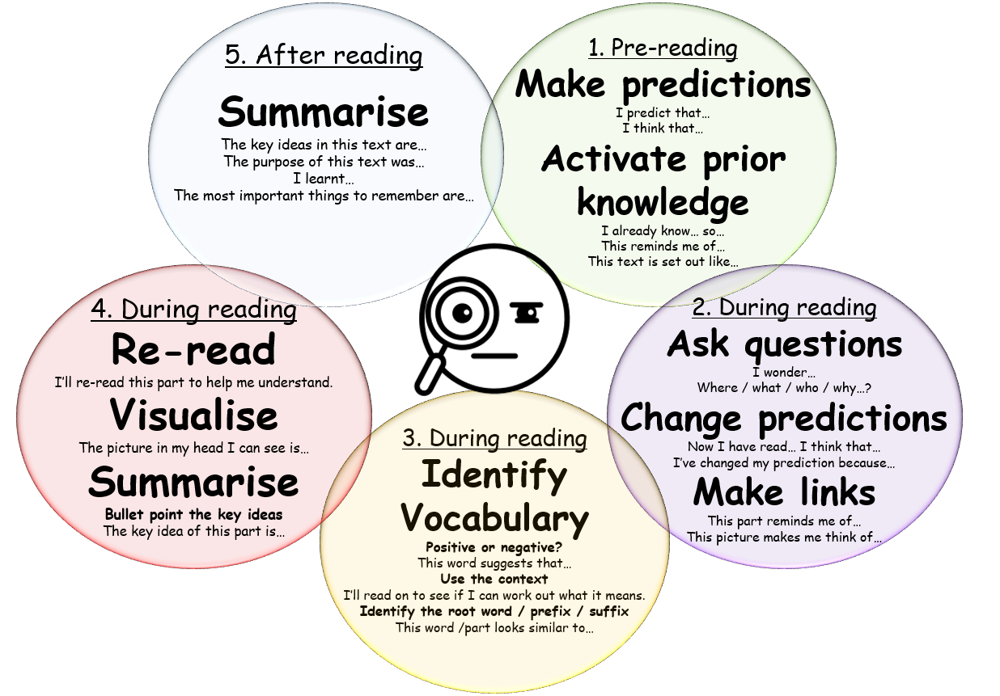 1. Pre-reading
Make predictions
I predict that...
I think that...
Activate prior
knowledge
I already know... so...
This reminds me of...
This text is set out like...
2. During reading
Ask questions
I wonder...
Where / what / who / why...?
Change predictions
Now I have read... I think that...
I've changed my prediction because...
Make links
This part reminds me of...
This picture makes me think of...
3. During reading
Identify
Vocabulary
Positive or negative?
This word suggests that...
Use the context
I'll read on to see if I can work out what it means.
Identify the root word / prefix / suffix
This word /part looks similar to...
4. During reading
Re-read
I'll re-read this part to help me understand.
Visualise
The picture in my head I can see is...
Summarise
Bullet point the key ideas
The key idea of this part is...
5. After reading
Summarise
The key ideas in this text are...
The purpose of this text was...
I learnt...
The most important things to remember are...